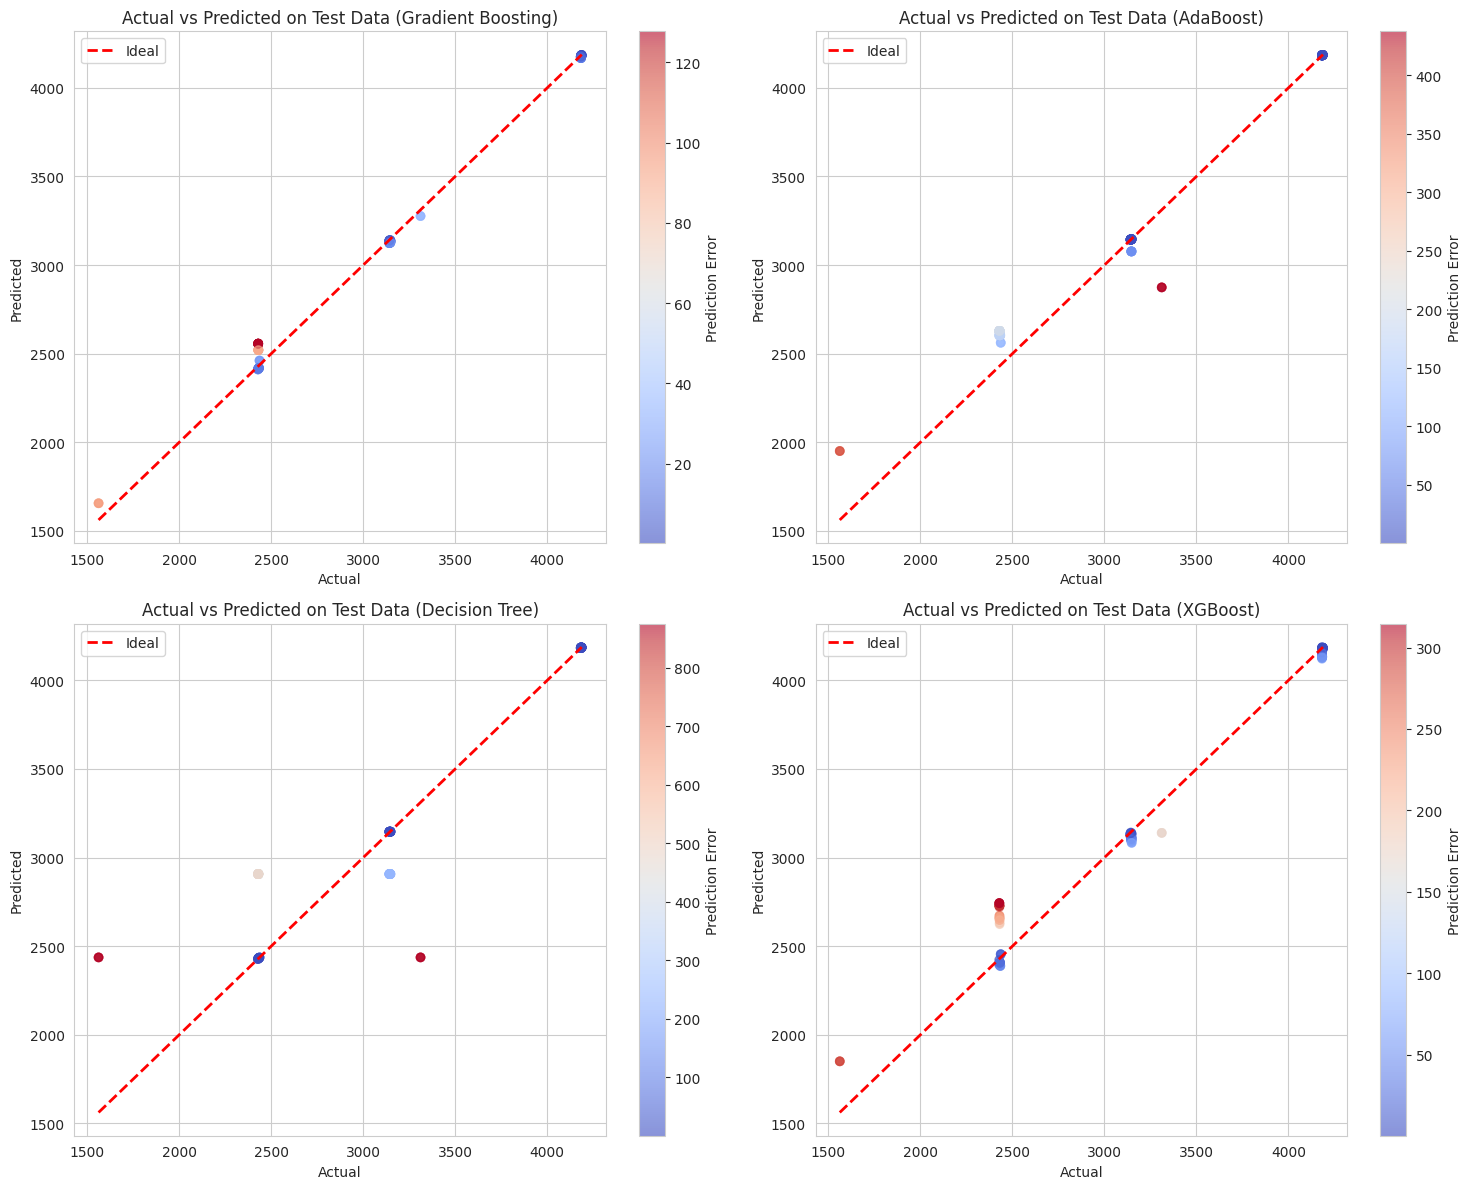 Actual vs Predicted on Test Data (Gradient Boosting)
Ideal
4000
3500
3000
2500
2000
1500
Predicted
1500 2000 2500 3000 3500 4000
Actual
120
100
80
60
40
20
Prediction Error
Actual vs Predicted on Test Data (AdaBoost)
Ideal
4000
3500
3000
2500
2000
1500
Predicted
1500 2000 2500 3000 3500 4000
Actual
400
350
300
250
200
150
100
50
Prediction Error
Actual vs Predicted on Test Data (Decision Tree)
Ideal
4000
3500
3000
2500
2000
1500
Predicted
1500 2000 2500 3000 3500 4000
Actual
800
700
600
500
400
300
200
100
Prediction Error
Actual vs Predicted on Test Data (XGBoost)
Ideal
4000
3500
3000
2500
2000
1500
Predicted
1500 2000 2500 3000 3500 4000
Actual
300
250
200
150
100
50
Prediction Error